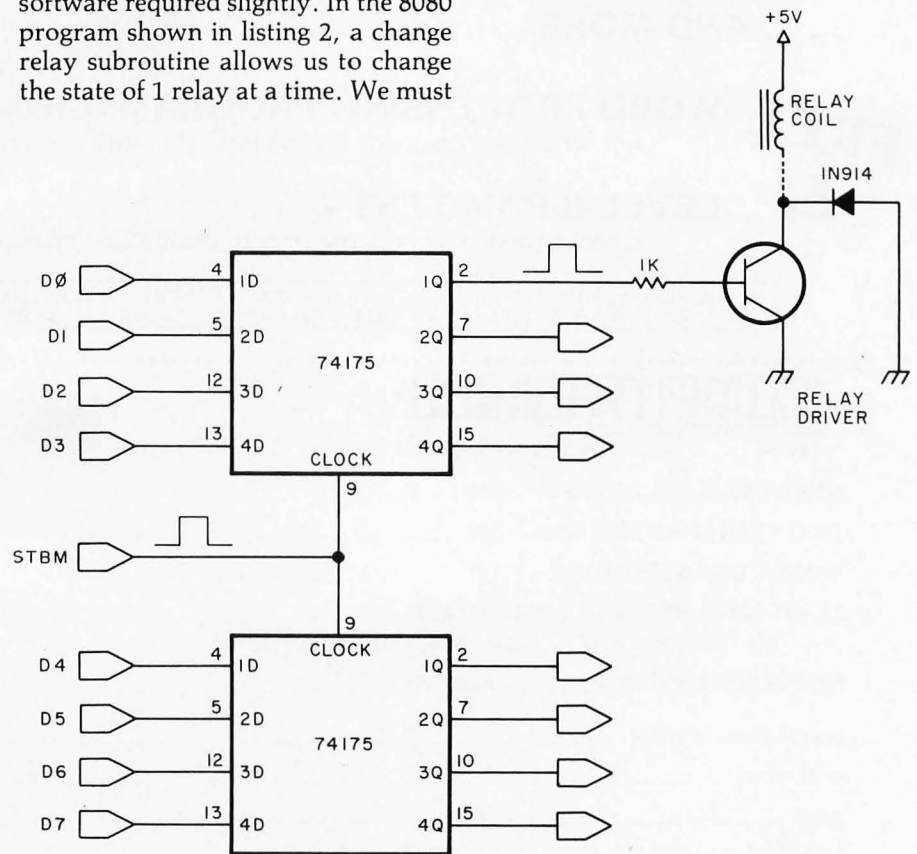 software required slightly. In the 8080
program shown in listing 2, a change
relay subroutine allows us to change
the state of 1 relay at a time. We must
+5V
RELAY
COIL
1N914
DØ 4 1D 1Q 2 1K
D1 5 2D 2Q 7
74175
D2 12 3D 3Q 10
D3 13 4D 4Q 15
CLOCK
9
RELAY
DRIVER
STBM
9
CLOCK
D4 4 1D 1Q 2
D5 5 2D 2Q 7
74175
D6 12 3D 3Q 10
D7 13 4D 4Q 15